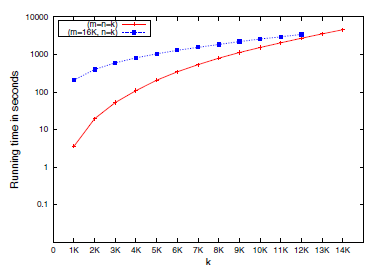 10000
1000
100
10
1
0.1
(m=n=k)
(m=16K, n=k)
Running time in seconds
0 1K 2K 3K 4K 5K 6K 7K 8K 9K 10K 11K 12K 13K 14K
k